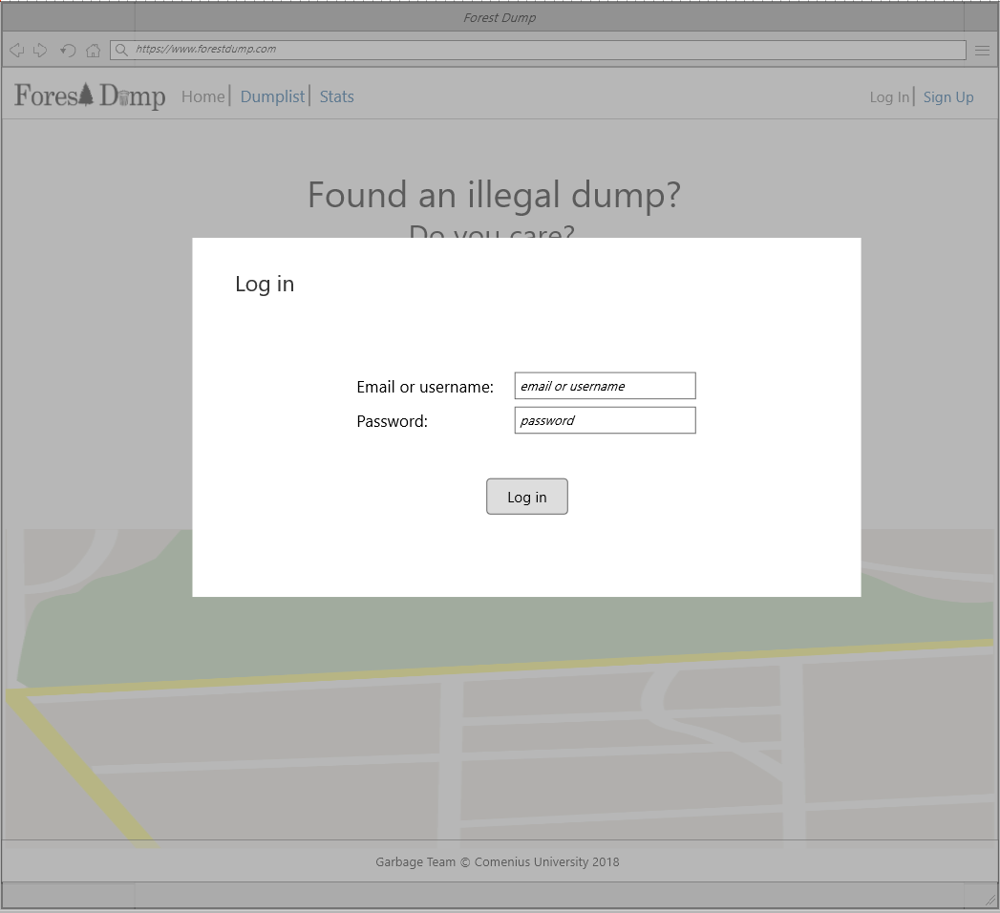 Forest Dump
https://www.forestdump.com
Forest Dump Home Dumplist Stats Log In Sign Up
Found an illegal dump?
Do you care?
Log in
Email or username: email or username
Password: password
Log in
Garbage Team © Comenius University 2018